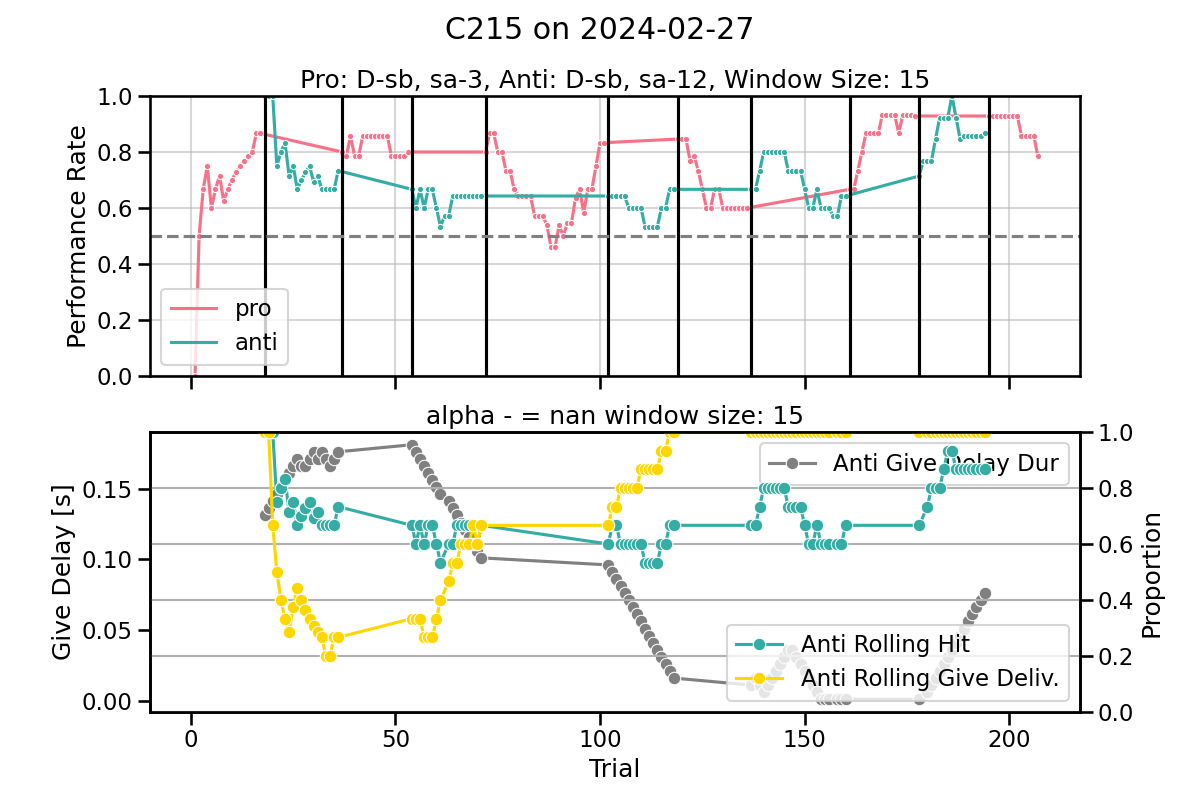 C215 on 2024-02-27
Pro: D-sb, sa-3, Anti: D-sb, sa-12, Window Size: 15
Performance Rate
1.0
0.8
0.6
0.4
0.2
0.0
pro
anti
alpha - = nan window size: 15
Give Delay [s]
0.15
0.10
0.05
0.00
Anti Give Delay Dur
Anti Rolling Hit
Anti Rolling Give Deliv.
1.0
0.8
0.6
0.4
0.2
0.0
Proportion
0
50
100
150
200
Trial